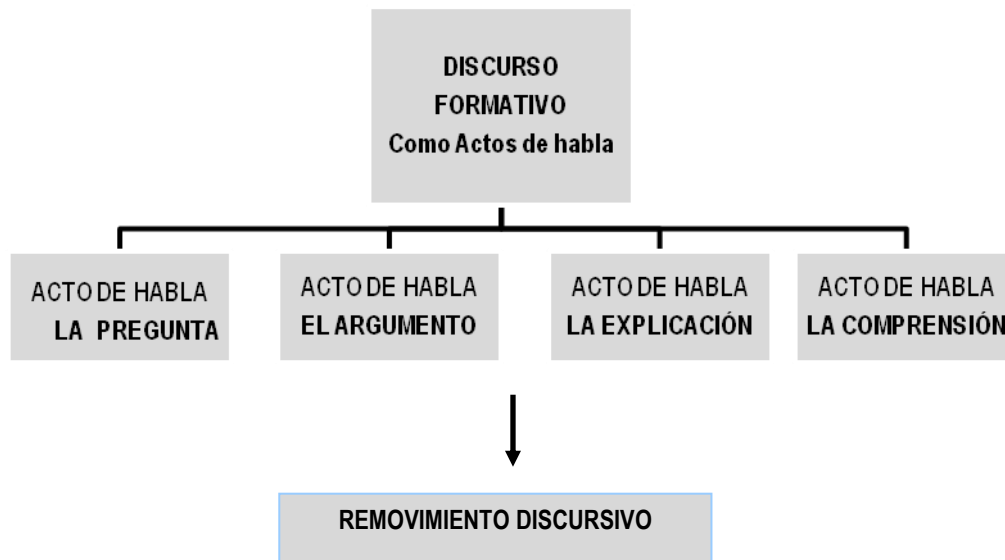 DISCURSO
FORMATIVO
Como Actos de habla
ACTO DE HABLA
LA PREGUNTA
ACTO DE HABLA
EL ARGUMENTO
ACTO DE HABLA
LA EXPLICACIÓN
ACTO DE HABLA
LA COMPRENSIÓN
REMOVIMIENTO DISCURSIVO